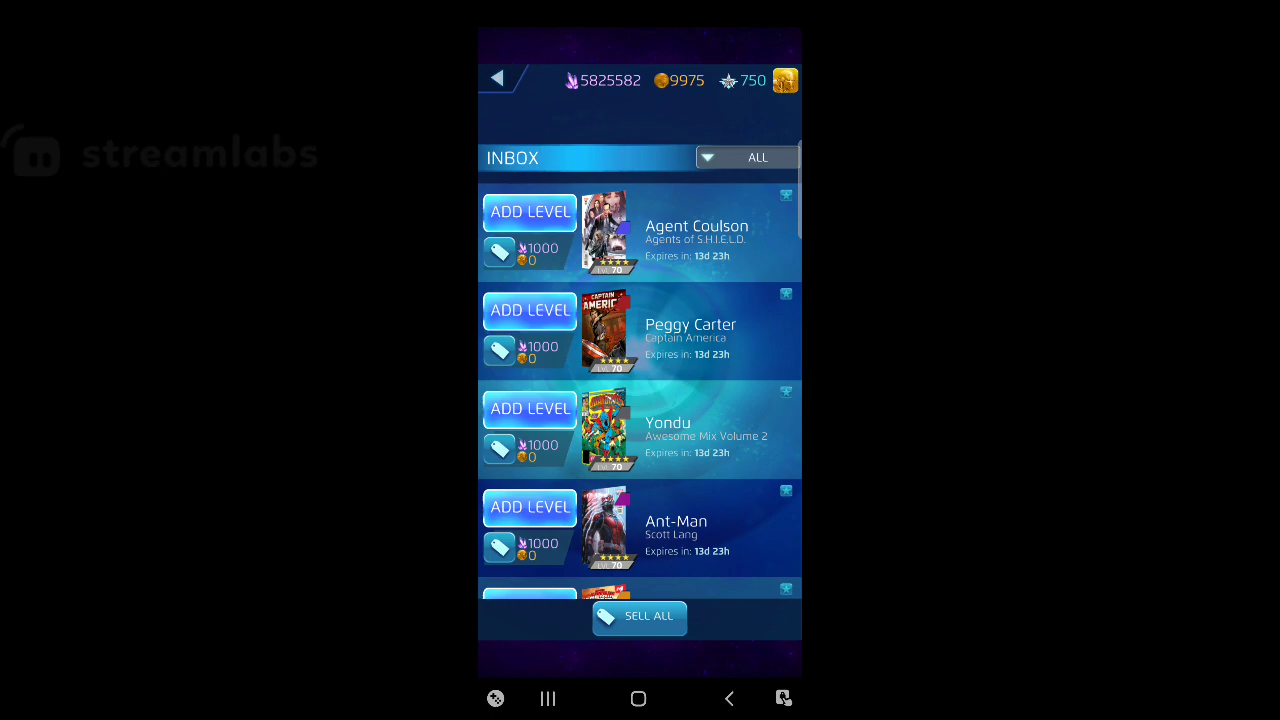 streamlabs
5825582 9975 750
INBOX ALL
ADD LEVEL
1000
0
Agent Coulson
Agents of S.H.I.E.L.D.
Expires in: 13d 23h
LVL 70
ADD LEVEL
1000
0
CAPTAIN AMERIC
Peggy Carter
Captain America
Expires in: 13d 23h
LVL 70
ADD LEVEL
1000
0
Yondu
Awesome Mix Volume 2
Expires in: 13d 23h
LVL 70
ADD LEVEL
1000
0
Ant-Man
Scott Lang
Expires in: 13d 23h
LVL 70
SELL ALL